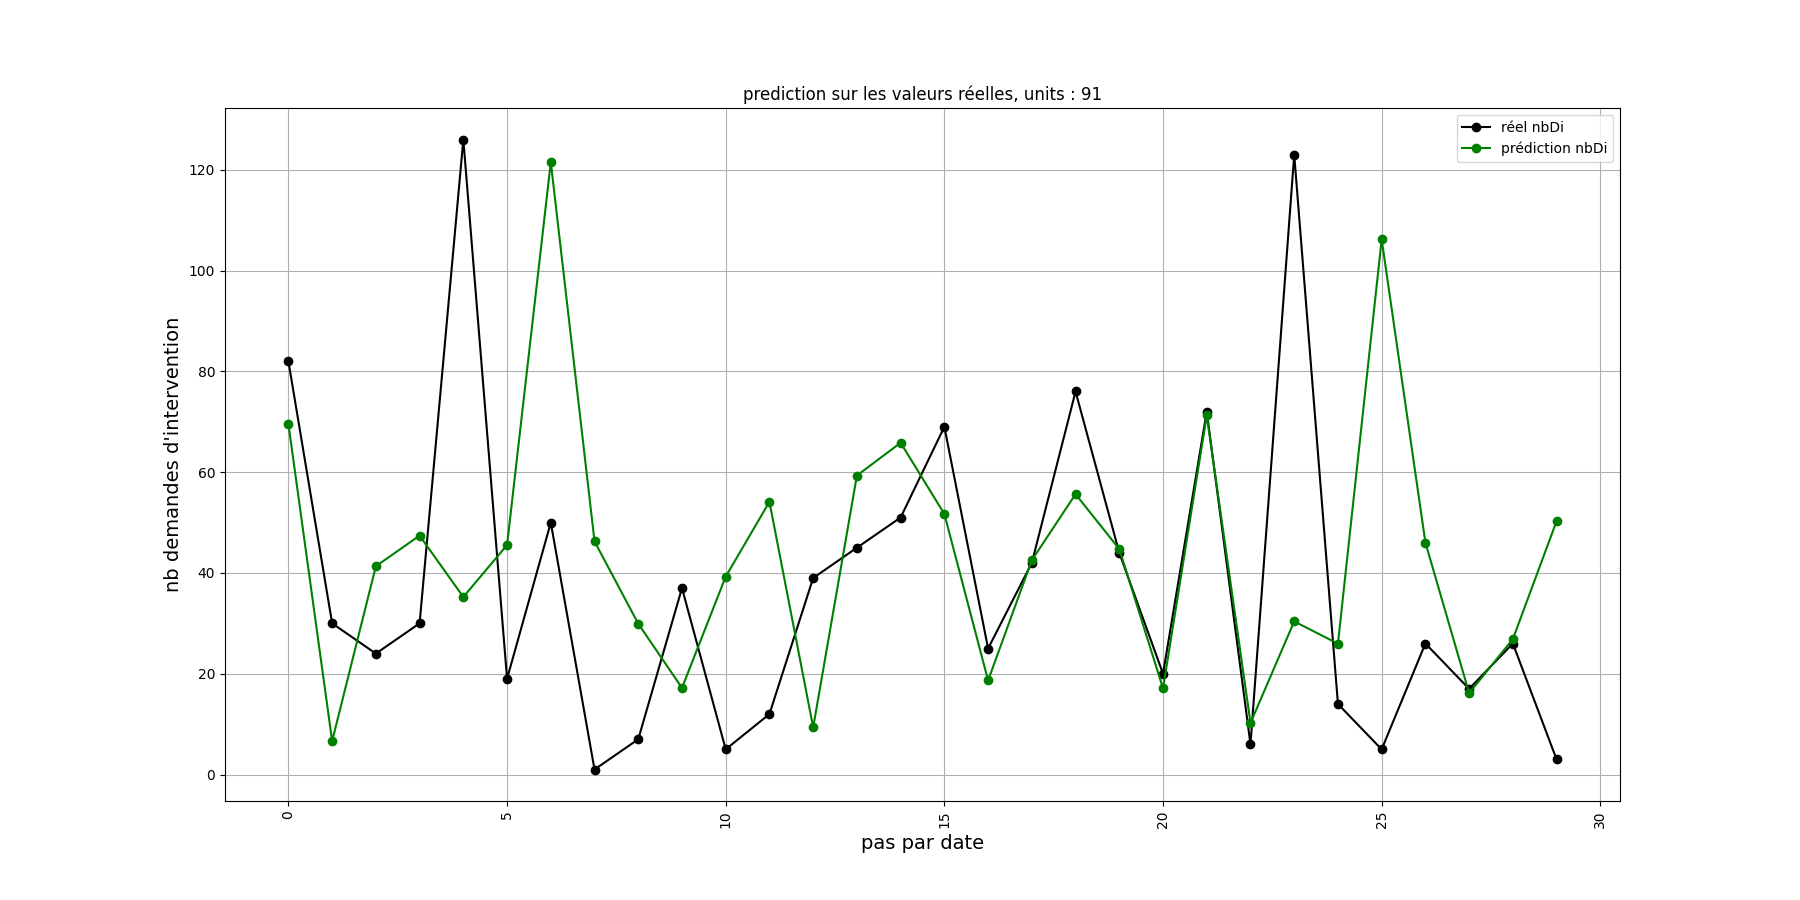 prediction sur les valeurs réelles, units : 91
réel nbDi
prédiction nbDi
nb demandes d'intervention
120
100
80
60
40
20
0
0
5
10
15
20
25
30
pas par date